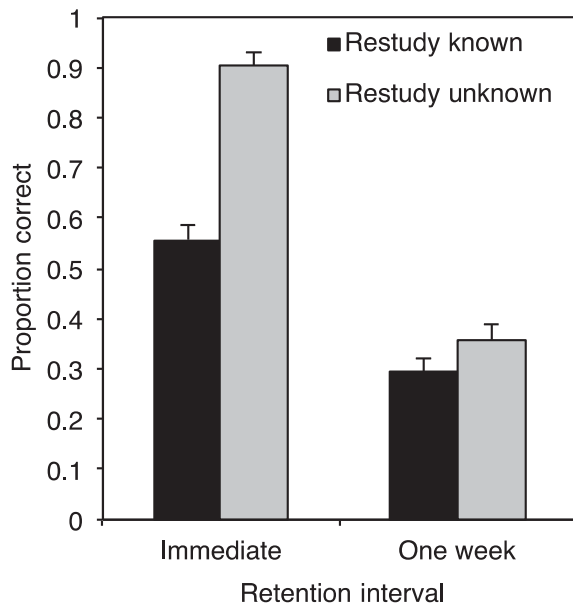 1
0.9
0.8
0.7
0.6
0.5
0.4
0.3
0.2
0.1
0
Proportion correct
Restudy known
Restudy unknown
Immediate
One week
Retention interval